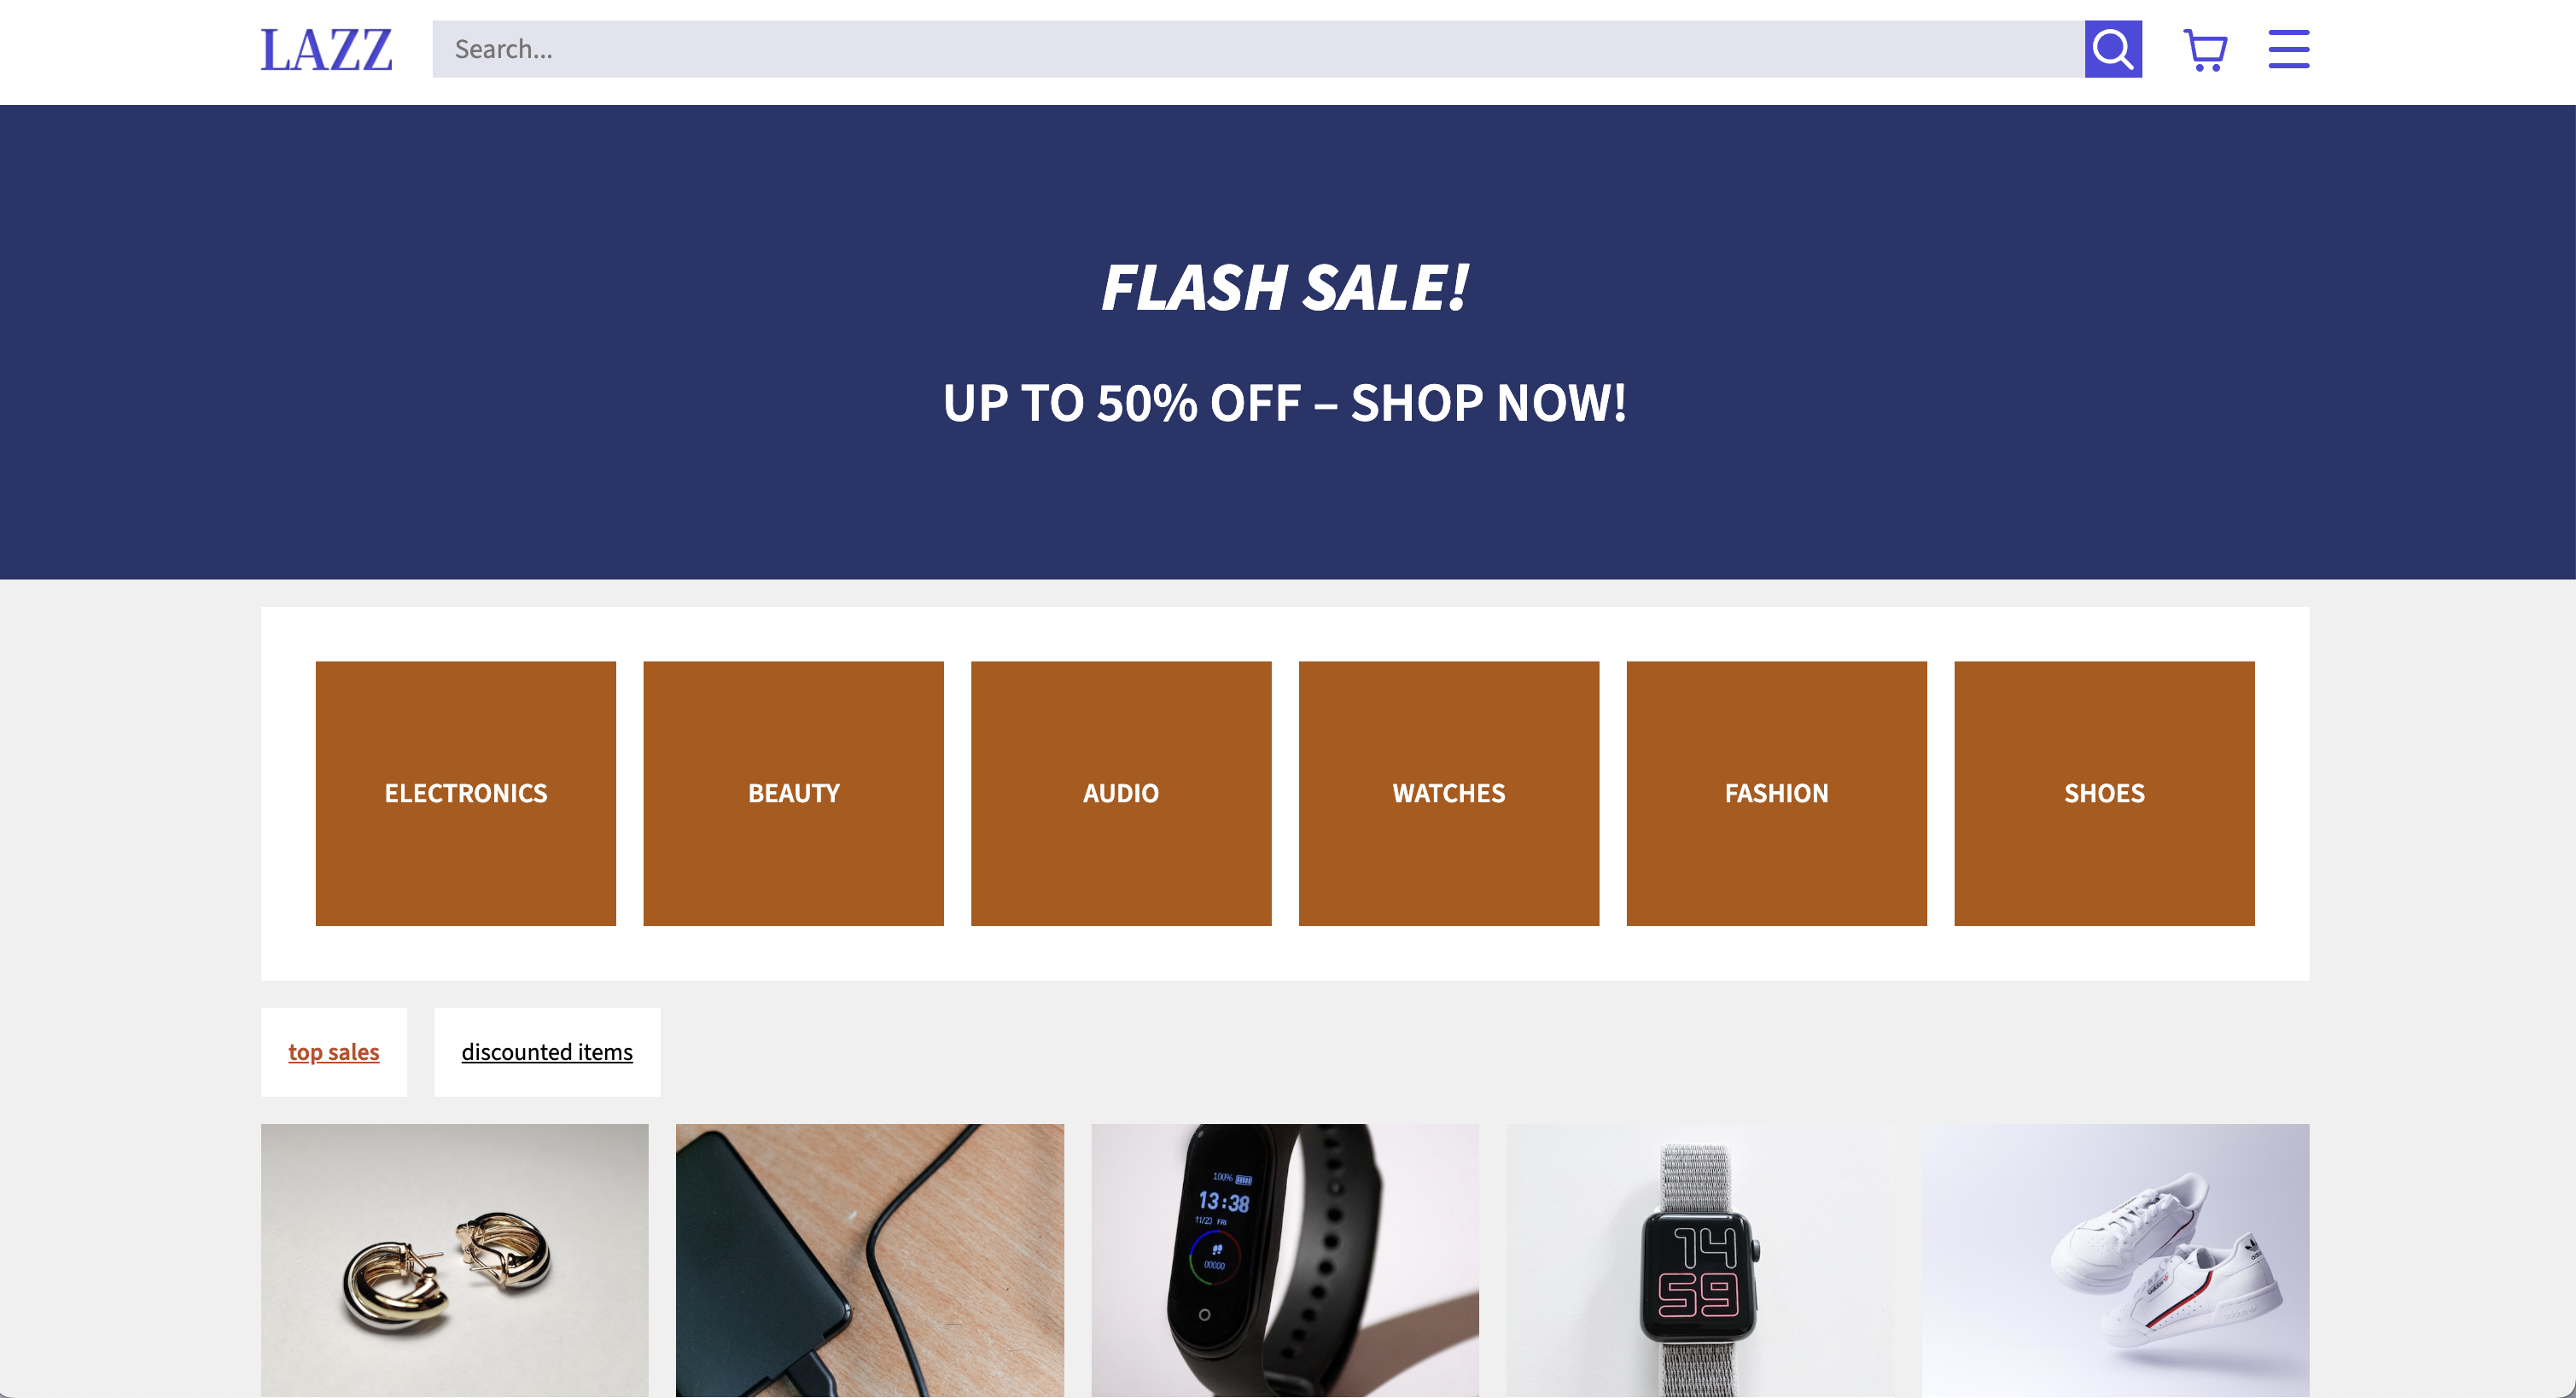 LAZZ
Search...
FLASH SALE!
UP TO 50% OFF – SHOP NOW!
ELECTRONICS
BEAUTY
AUDIO
WATCHES
FASHION
SHOES
top sales
discounted items
100%
13:38
11/23 FRI
00000
14
59